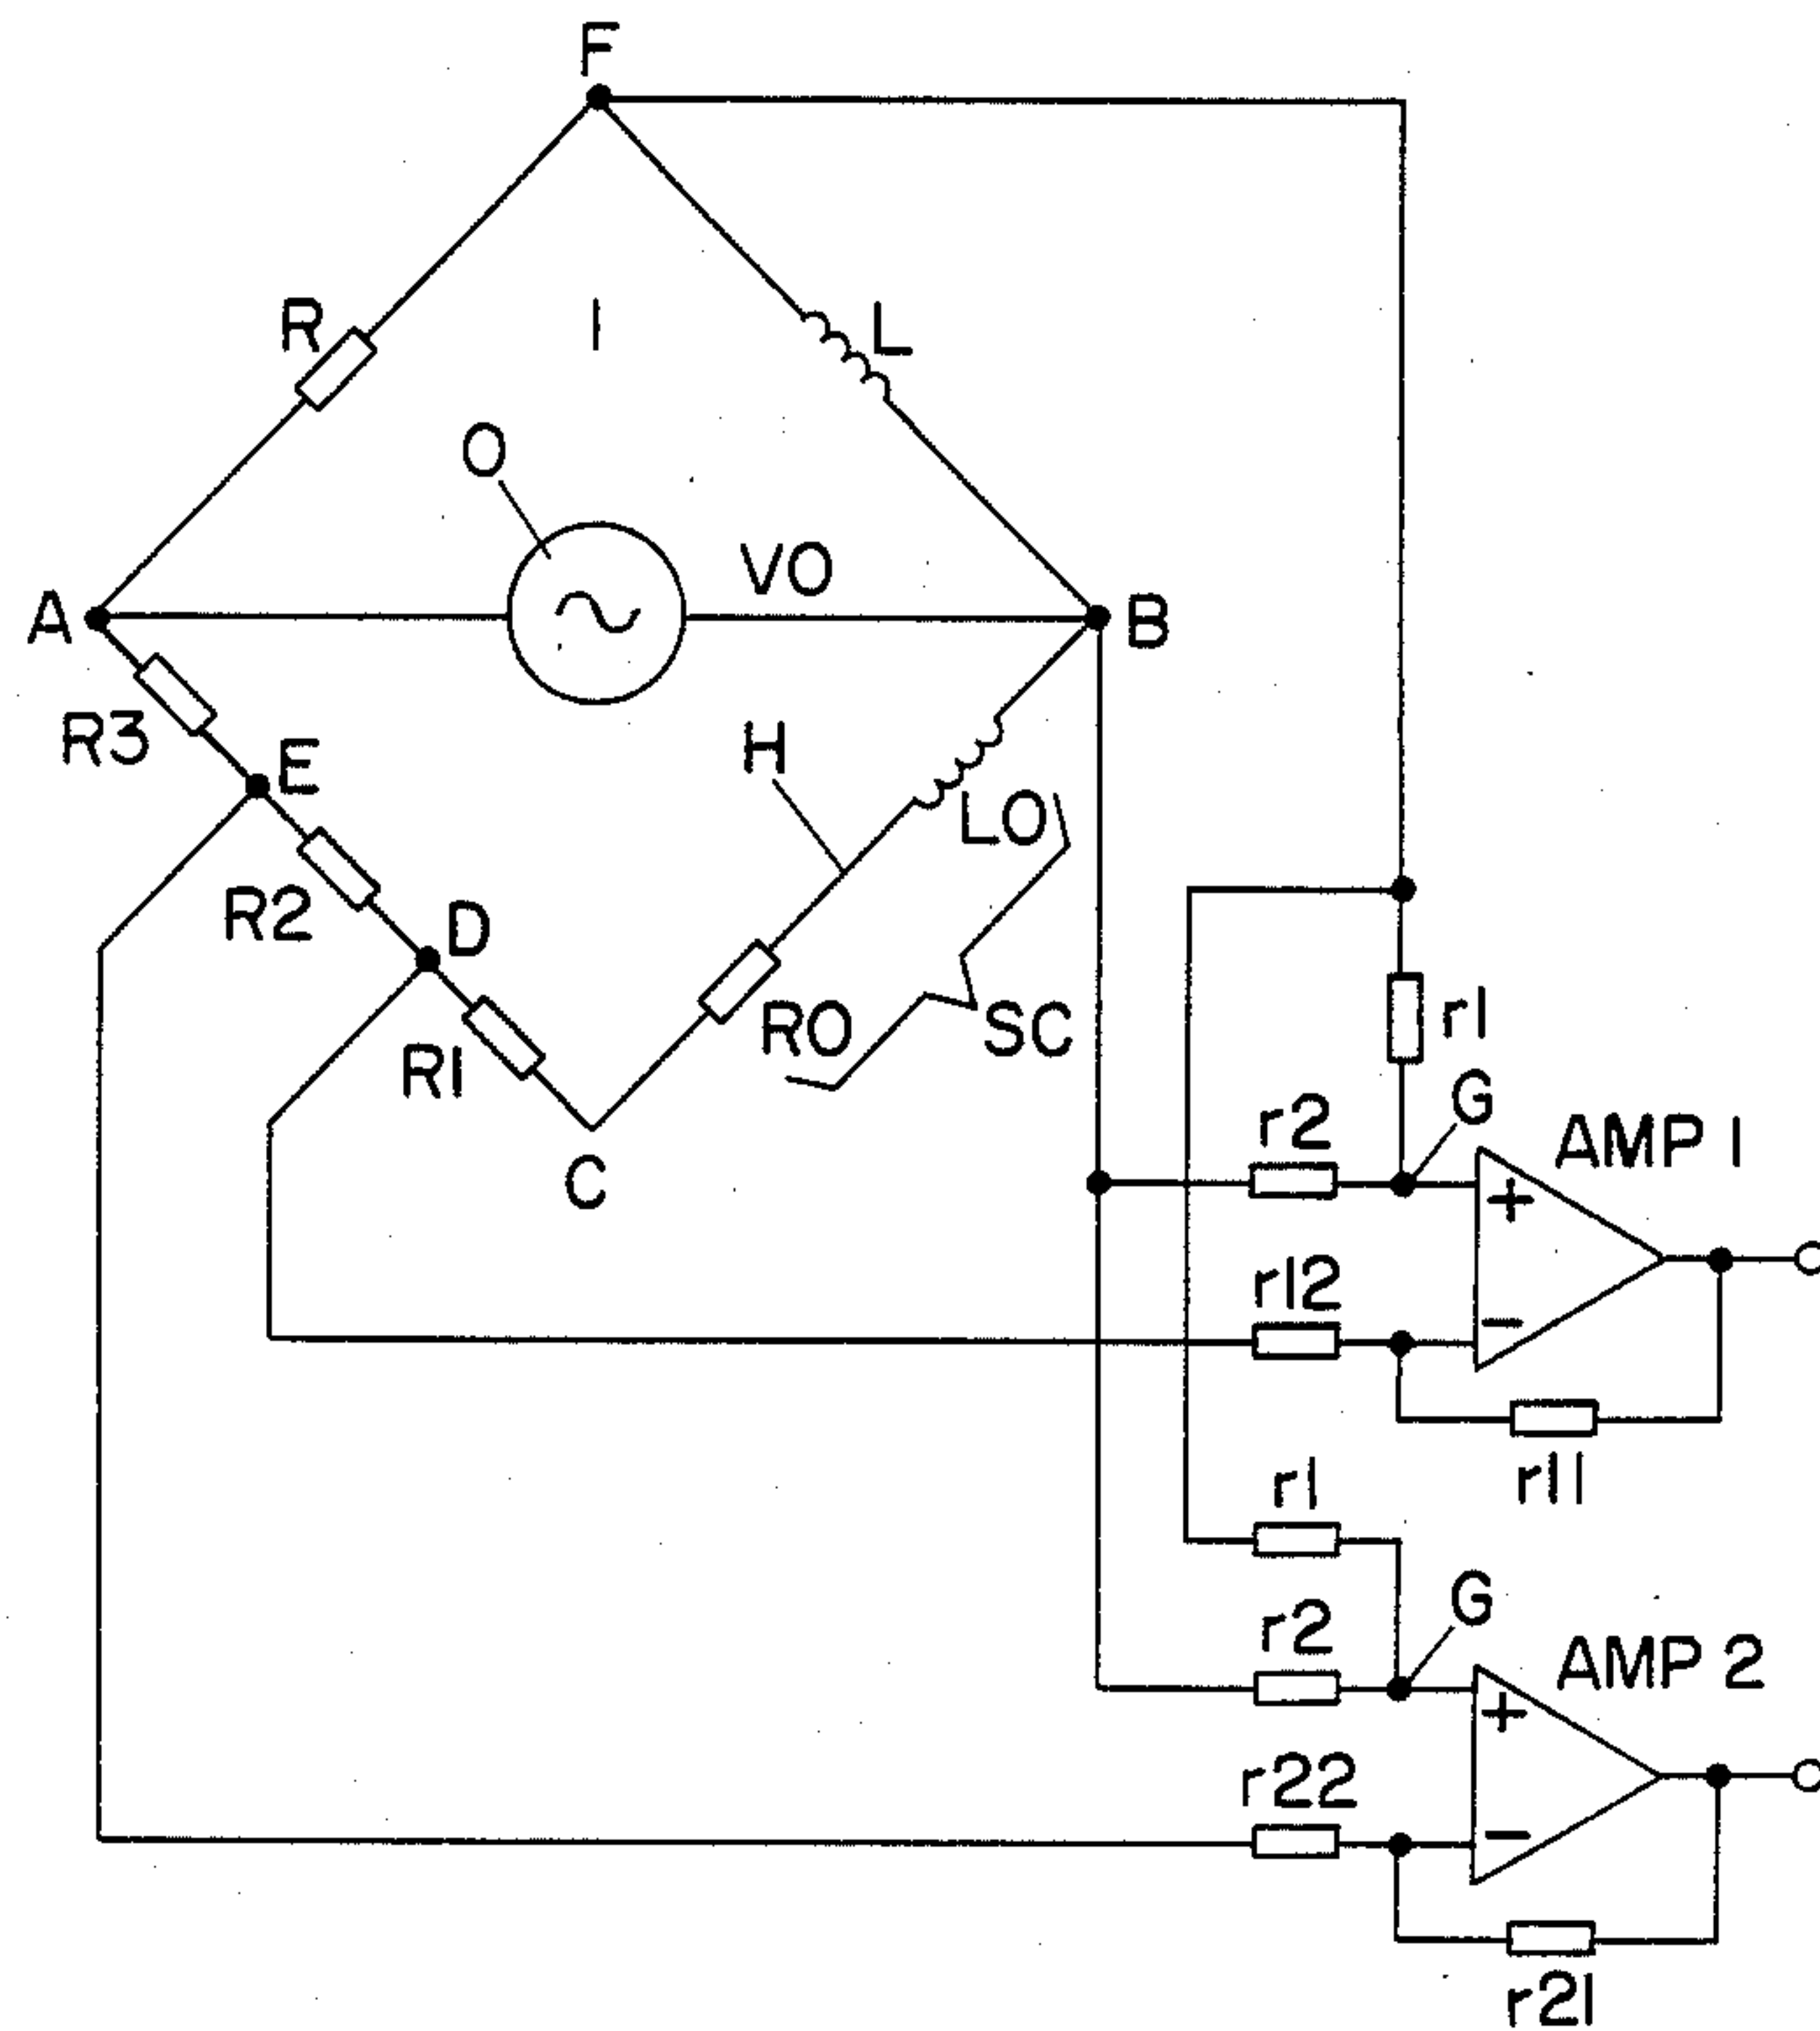 F
R
I
L
O
VO
A
B
R3
E
H
LO
R2
D
RO
SC
R1
r1
G
r2
AMP 1
C
+
r12
−
r11
r1
G
r2
AMP 2
+
r22
−
r21